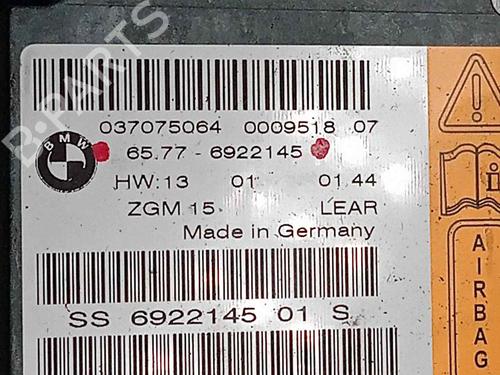 B-PARTS
037075064 0009518 07
BMW
65.77 - 6922145
HW:13 01 01.44
ZGM 15 LEAR
Made in Germany
SS 6922145 01 S
i
AIRBAG